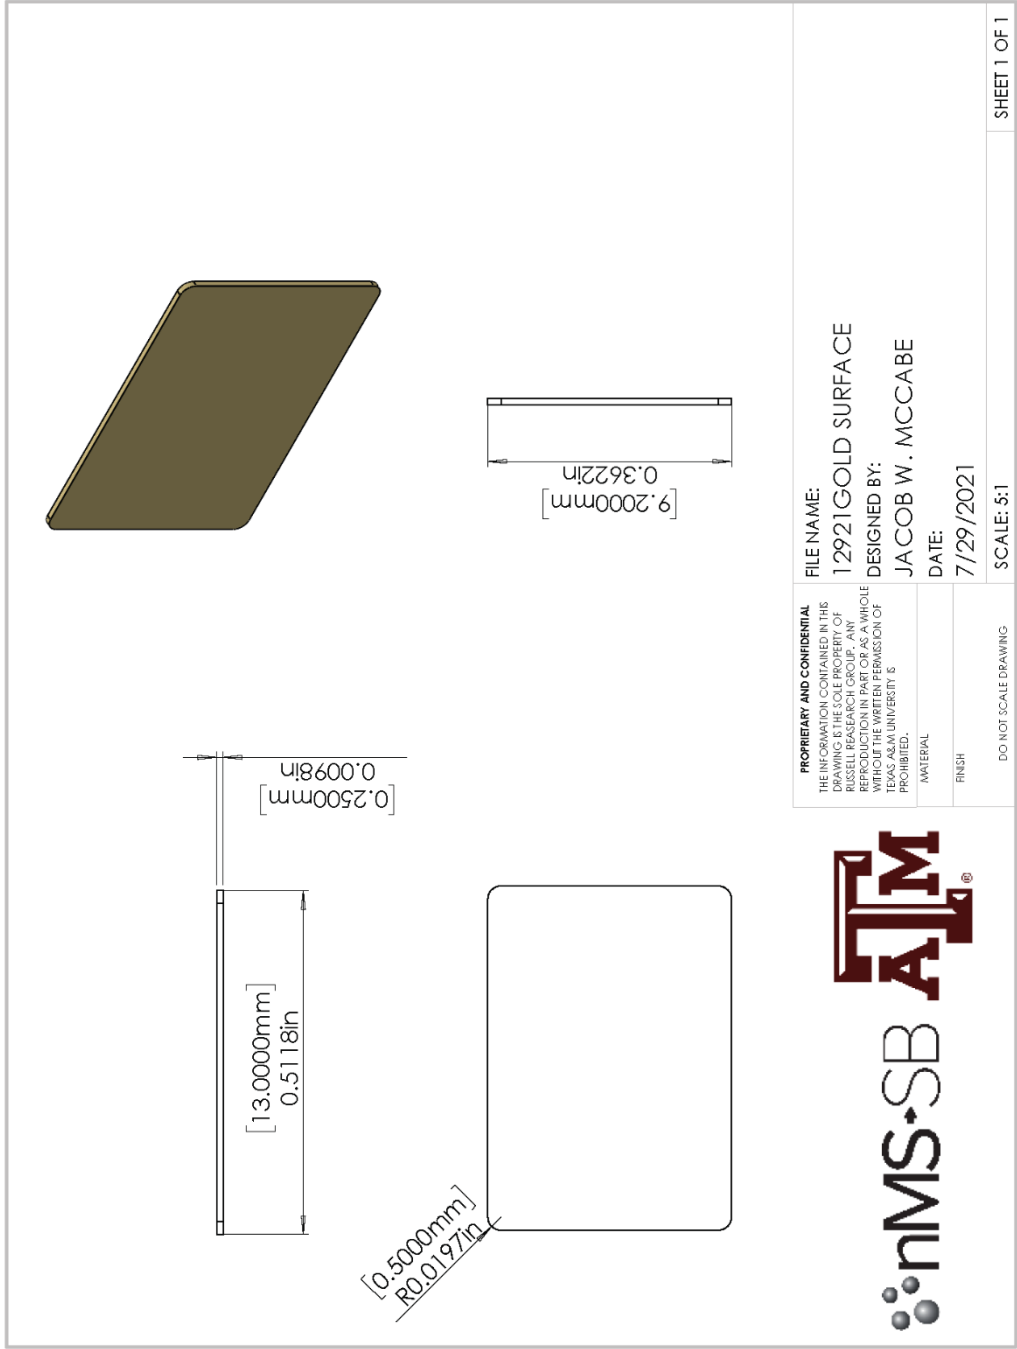 [0.2500mm]
0.0098in
[13.0000mm]
0.5118in
[0.5000mm]
R0.0197in
[9.2000mm]
0.3622in
nMS→SB
ATM
®
PROPRIETARY AND CONFIDENTIAL
THE INFORMATION CONTAINED IN THIS
DRAWING IS THE SOLE PROPERTY OF
RUSSELL REASEARCH GROUP. ANY
REPRODUCTION IN PART OR AS A WHOLE
WITHOUT THE WRITTEN PERMISSION OF
TEXAS A&M UNIVERSITY IS
PROHIBITED.
MATERIAL
FINISH
DO NOT SCALE DRAWING
FILE NAME:
12921GOLD SURFACE
DESIGNED BY:
JACOB W. MCCABE
DATE:
7/29/2021
SCALE: 5:1
SHEET 1 OF 1